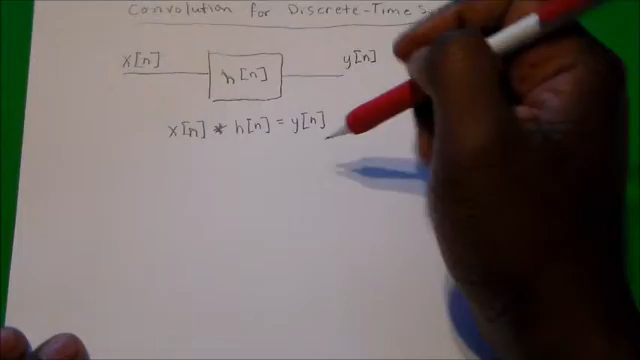 Convolution for Discrete-Time
x[n] h[n] y[n]
x[n] * h[n] = y[n]